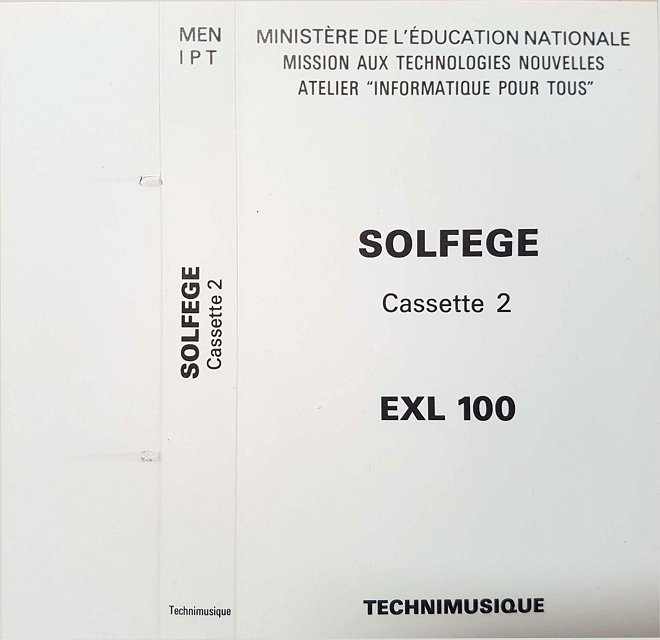 MEN
IPT
SOLFEGE
Cassette 2
Technimusique
MINISTÈRE DE L'ÉDUCATION NATIONALE
MISSION AUX TECHNOLOGIES NOUVELLES
ATELIER "INFORMATIQUE POUR TOUS"
SOLFEGE
Cassette 2
EXL 100
TECHNIMUSIQUE